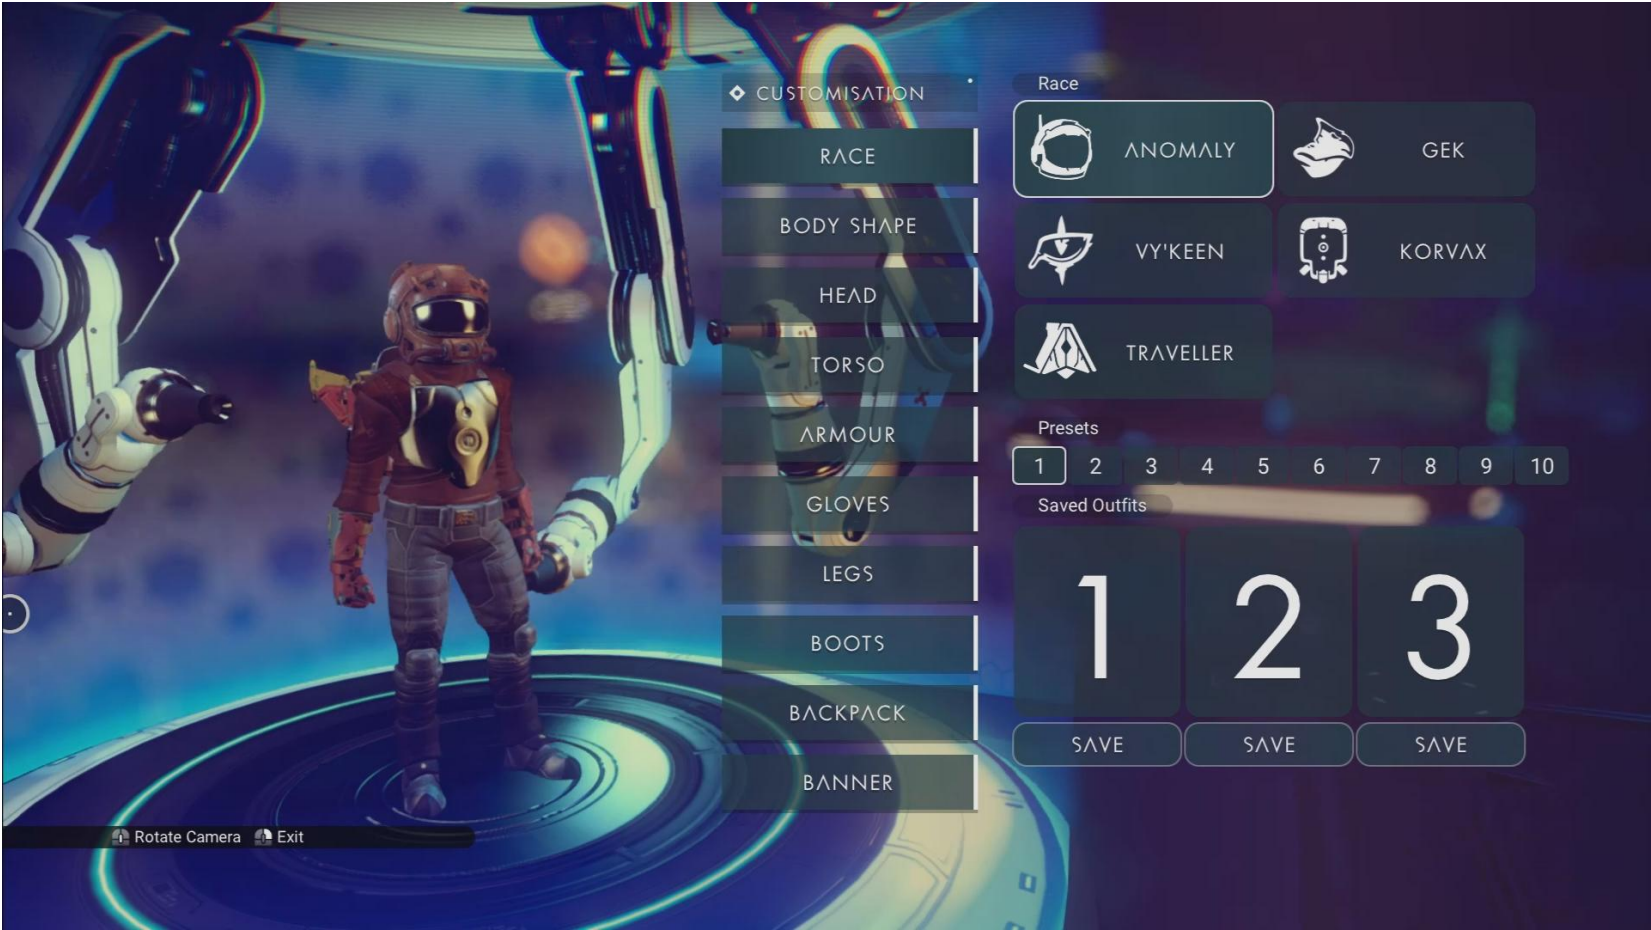 CUSTOMISATION
RACE
BODY SHAPE
HEAD
TORSO
ARMOUR
GLOVES
LEGS
BOOTS
BACKPACK
BANNER
Race
ANOMALY
GEK
VY'KEEN
KORVAX
TRAVELLER
Presets
1 2 3 4 5 6 7 8 9 10
Saved Outfits
1 2 3
SAVE SAVE SAVE
Rotate Camera Exit